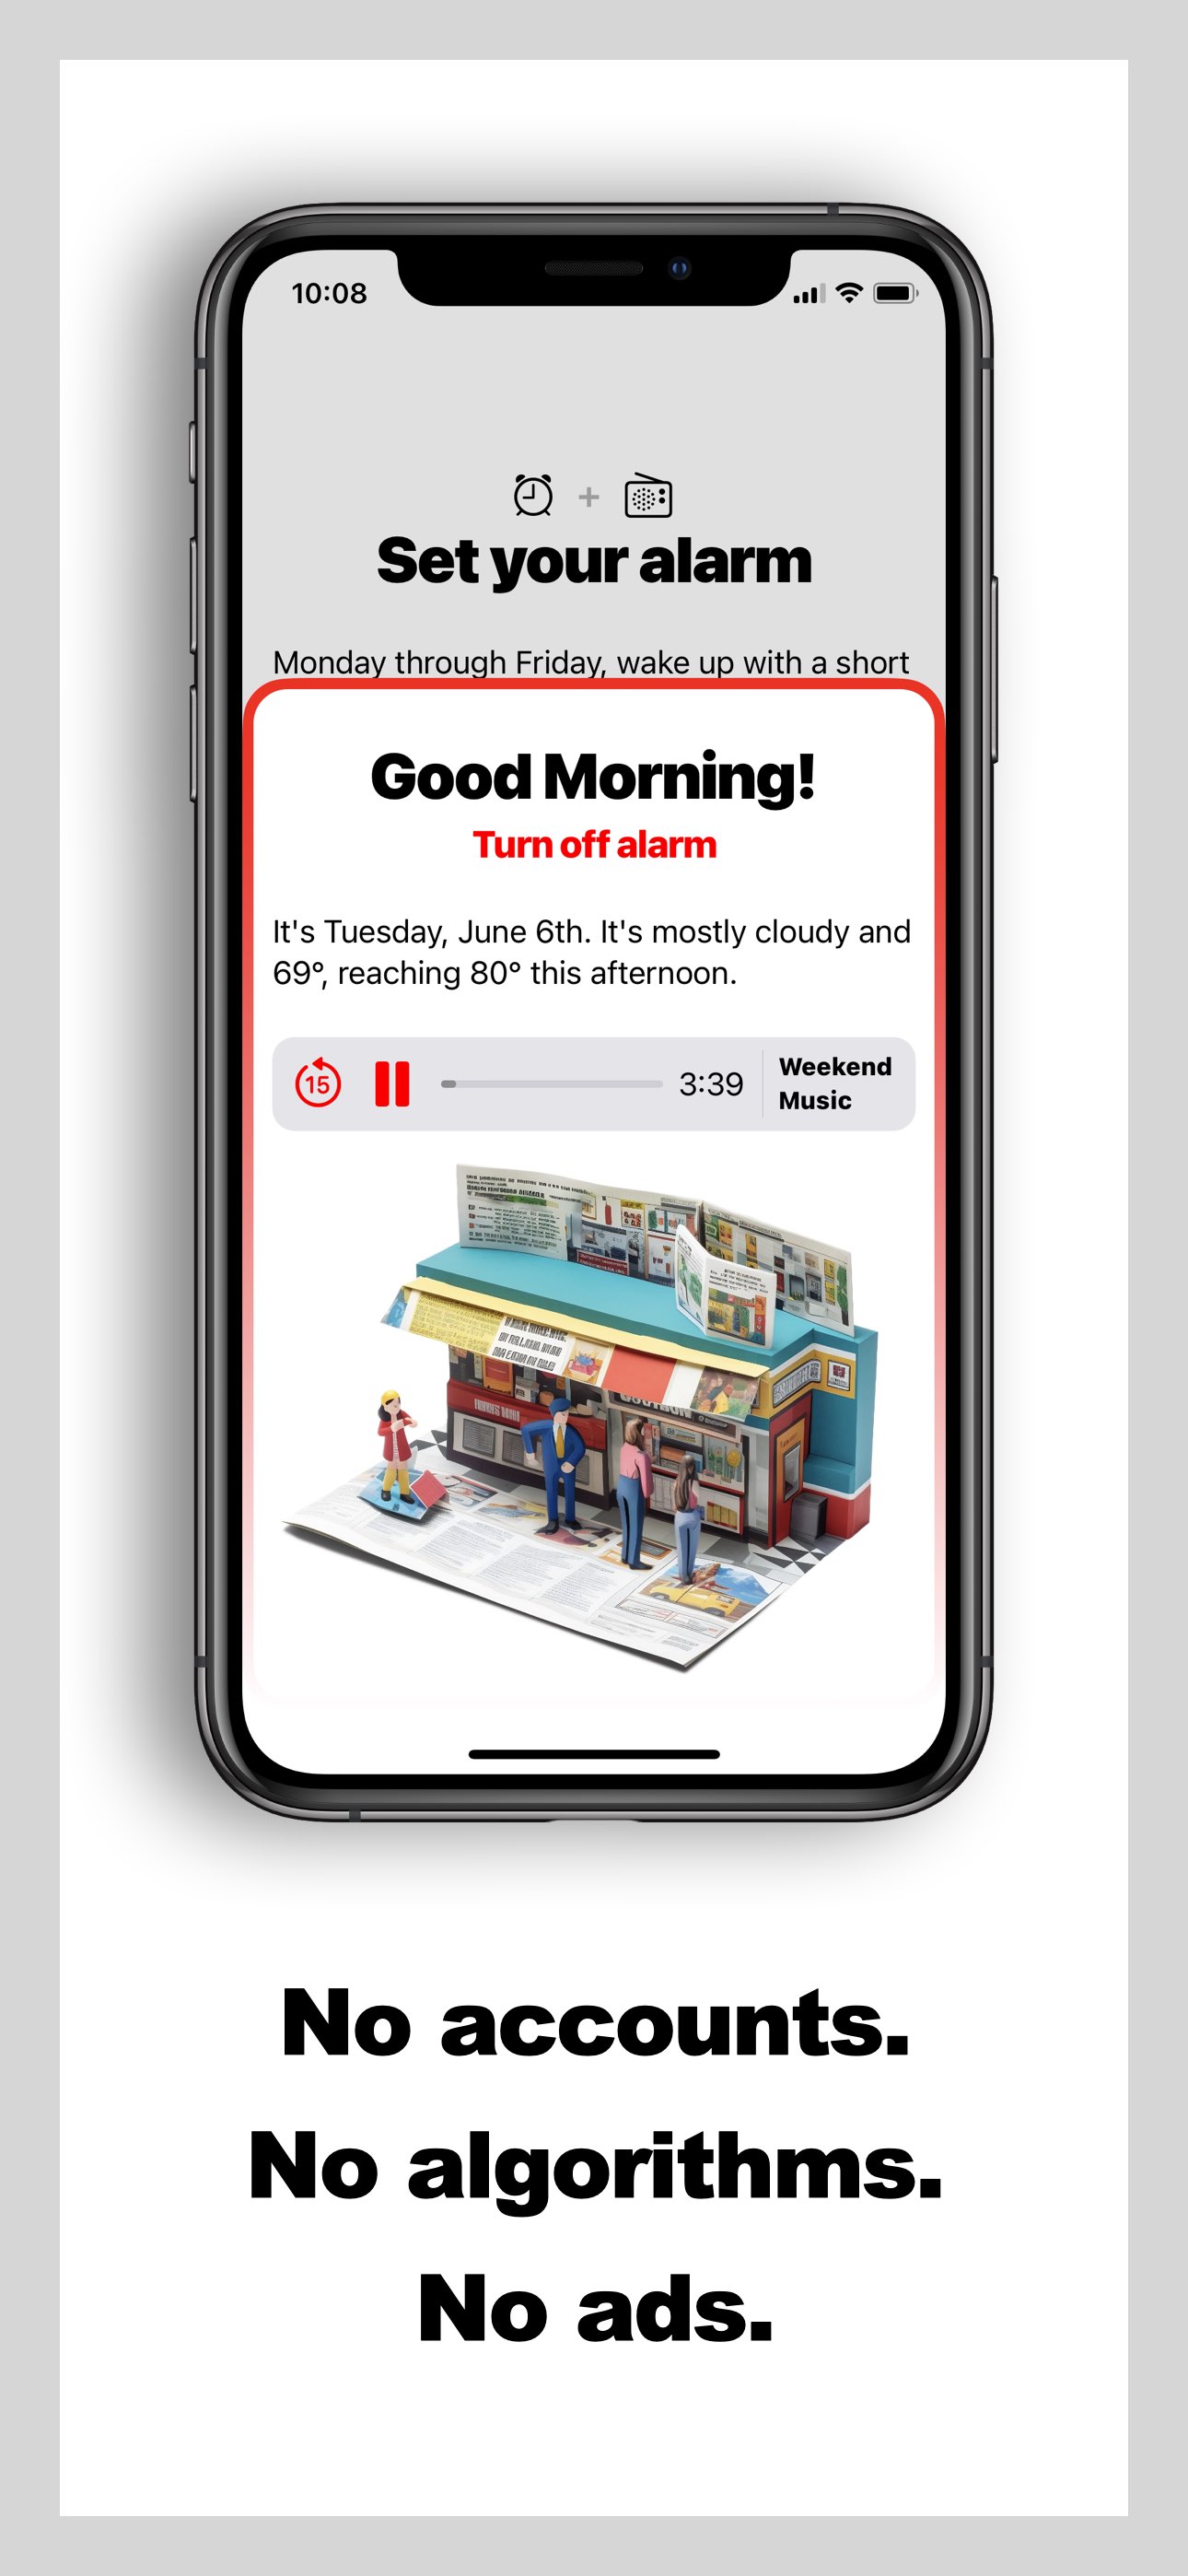 10:08
Set your alarm
Monday through Friday, wake up with a short
Good Morning!
Turn off alarm
It's Tuesday, June 6th. It's mostly cloudy and
69°, reaching 80° this afternoon.
15
3:39
Weekend
Music
No accounts.
No algorithms.
No ads.